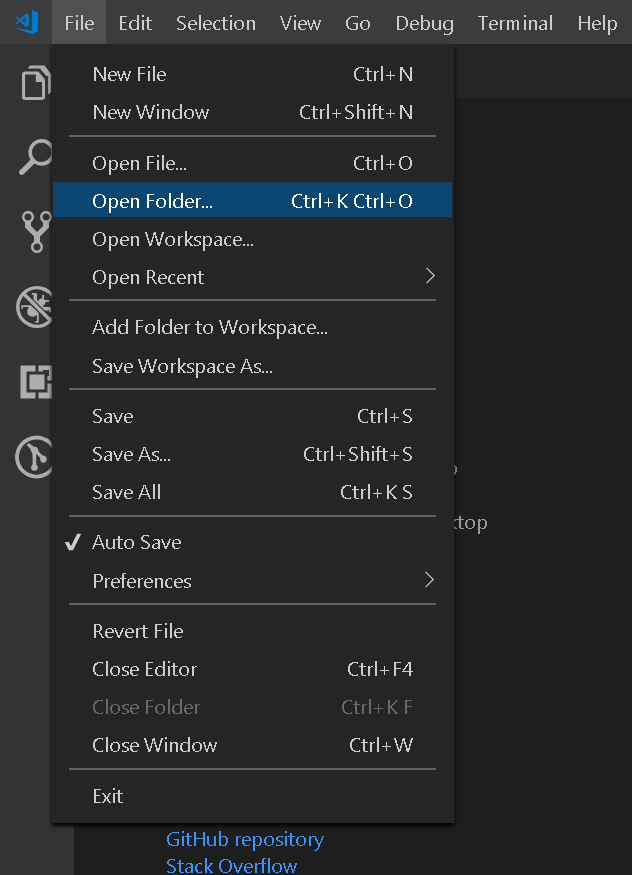 File Edit Selection View Go Debug Terminal Help
New File Ctrl+N
New Window Ctrl+Shift+N
Open File... Ctrl+O
Open Folder... Ctrl+K Ctrl+O
Open Workspace...
Open Recent
Add Folder to Workspace...
Save Workspace As...
Save Ctrl+S
Save As... Ctrl+Shift+S
Save All Ctrl+K S
Auto Save
Preferences
Revert File
Close Editor Ctrl+F4
Close Folder Ctrl+K F
Close Window Ctrl+W
Exit
GitHub repository
Stack Overflow